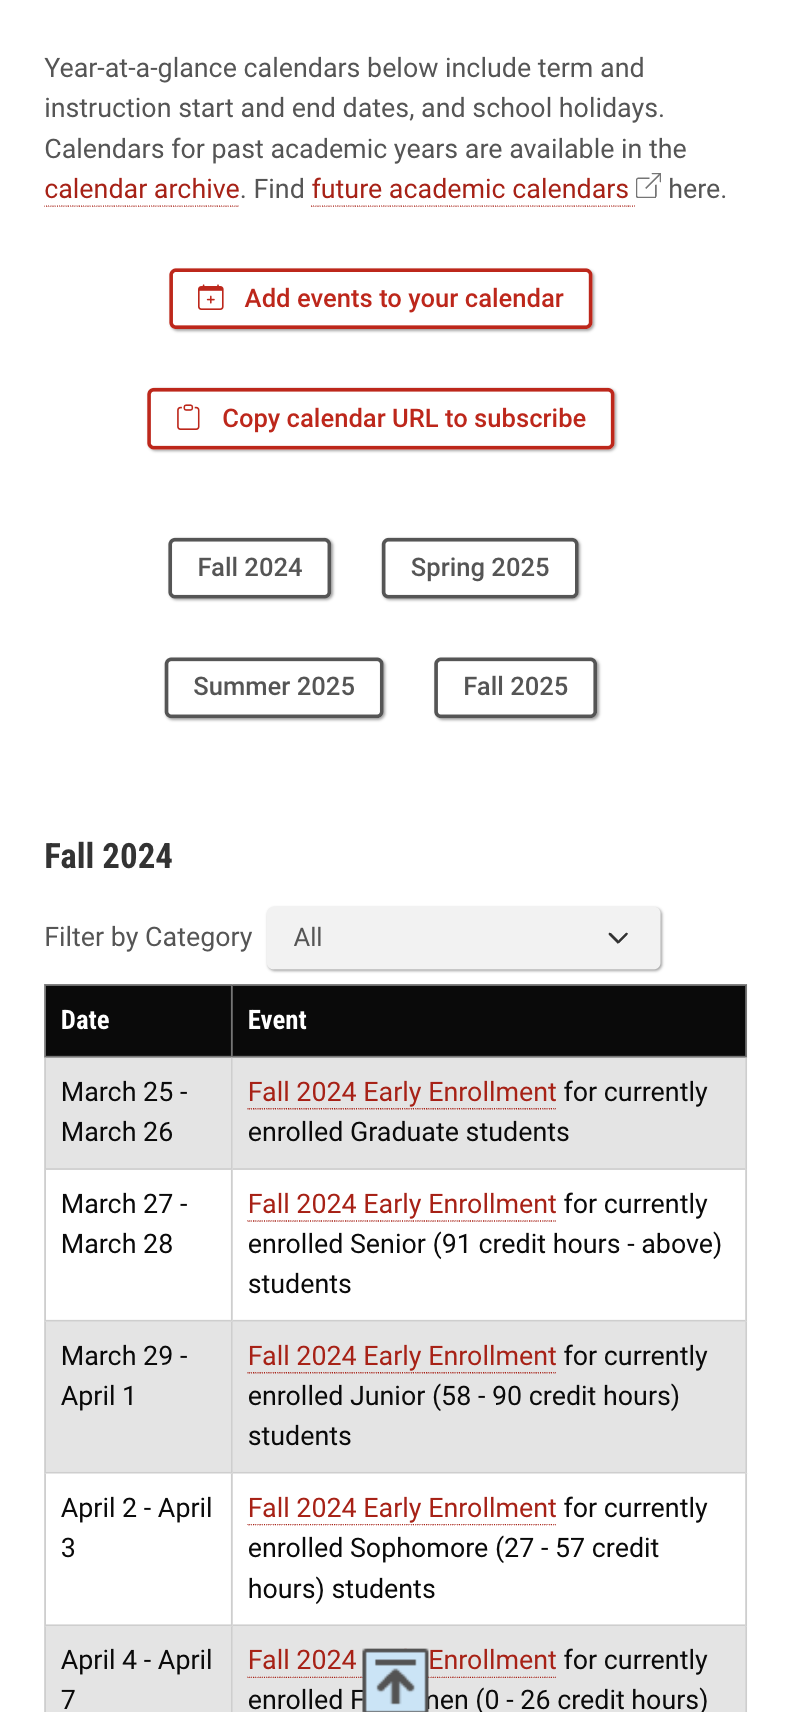 Year-at-a-glance calendars below include term and
instruction start and end dates, and school holidays.
Calendars for past academic years are available in the
calendar archive. Find future academic calendars here.
Add events to your calendar
Copy calendar URL to subscribe
Fall 2024 Spring 2025
Summer 2025 Fall 2025
Fall 2024
Filter by Category All
Date Event
March 25 - Fall 2024 Early Enrollment for currently
March 26 enrolled Graduate students
March 27 - Fall 2024 Early Enrollment for currently
March 28 enrolled Senior (91 credit hours - above)
students
March 29 - Fall 2024 Early Enrollment for currently
April 1 enrolled Junior (58 - 90 credit hours)
students
April 2 - April Fall 2024 Early Enrollment for currently
3 enrolled Sophomore (27 - 57 credit
hours) students
April 4 - April Fall 2024 Enrollment for currently
7 enrolled (0 - 26 credit hours)